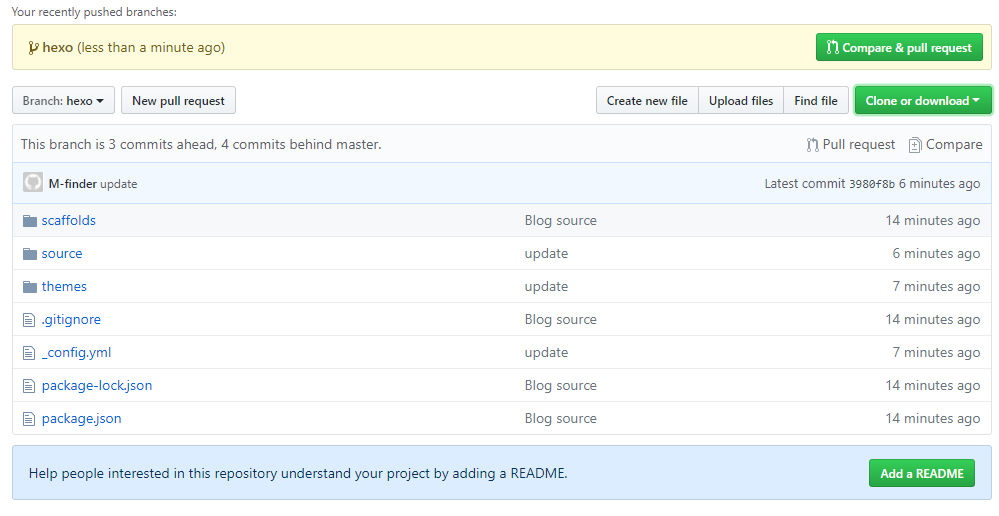 Your recently pushed branches:
hexo (less than a minute ago) Compare & pull request
Branch: hexo New pull request Create new file Upload files Find file Clone or download
This branch is 3 commits ahead, 4 commits behind master. Pull request Compare
M-finder update Latest commit 3980f8b 6 minutes ago
scaffolds Blog source 14 minutes ago
source update 6 minutes ago
themes update 7 minutes ago
.gitignore Blog source 14 minutes ago
_config.yml update 7 minutes ago
package-lock.json Blog source 14 minutes ago
package.json Blog source 14 minutes ago
Help people interested in this repository understand your project by adding a README. Add a README